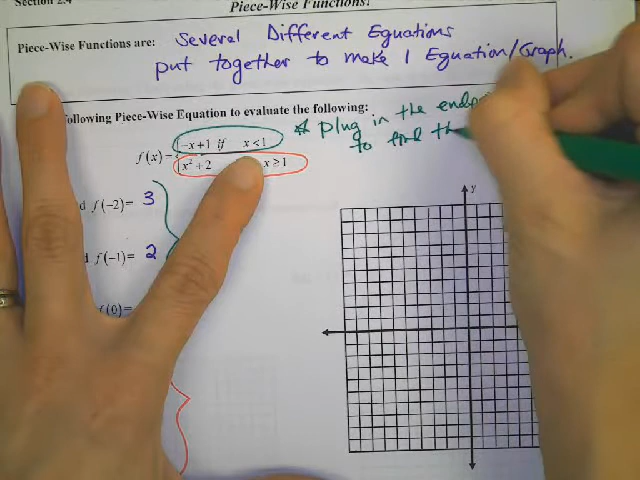 Section 2.4
Piece-Wise Functions:
Piece-Wise Functions are: Several Different Equations
put together to make 1 Equation/Graph.
Following Piece-Wise Equation to evaluate the following:
* Plug in the
to find
f(x)= -x+1 if x<1
x² + 2 x≥1
f(-2)= 3
f(-1)= 2
f(0)=
y